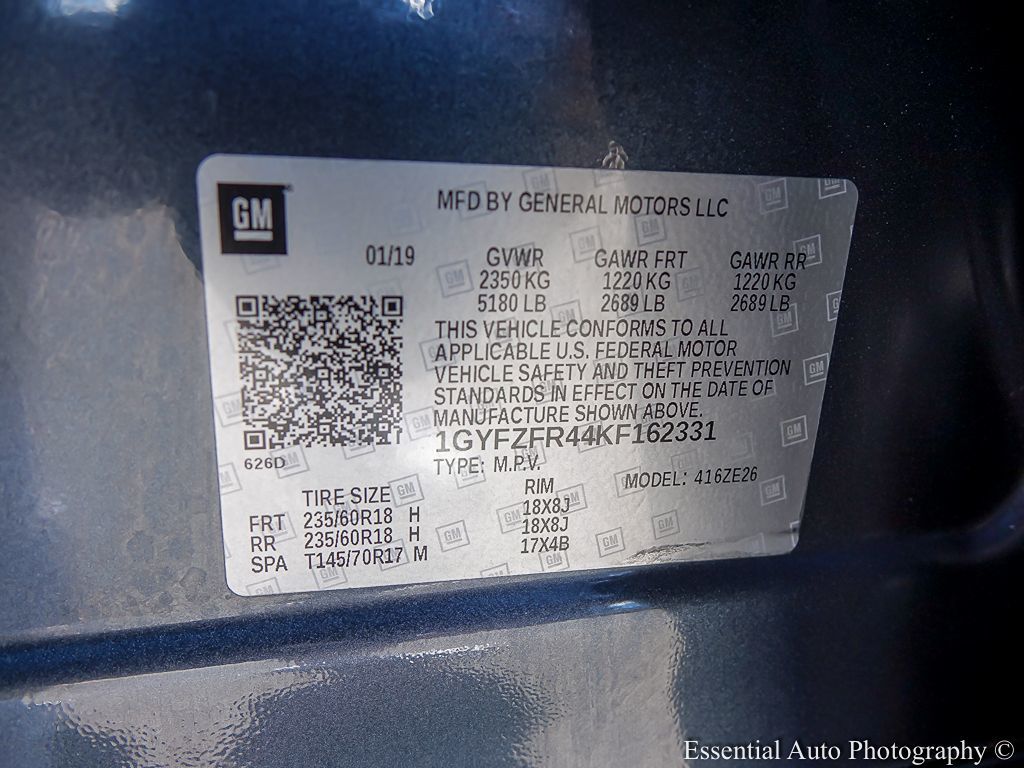 GM
MFD BY GENERAL MOTORS LLC
01/19 GVWR GAWR FRT GAWR RR
2350 KG 1220 KG 1220 KG
5180 LB 2689 LB 2689 LB
THIS VEHICLE CONFORMS TO ALL
APPLICABLE U.S. FEDERAL MOTOR
VEHICLE SAFETY AND THEFT PREVENTION
STANDARDS IN EFFECT ON THE DATE OF
MANUFACTURE SHOWN ABOVE.
1GYFZFR44KF162331
626D
TYPE: M.P.V.
MODEL: 416ZE26
TIRE SIZE RIM
FRT 235/60R18 H 18X8J
RR 235/60R18 H 18X8J
SPA T145/70R17 M 17X4B
Essential Auto Photography ©